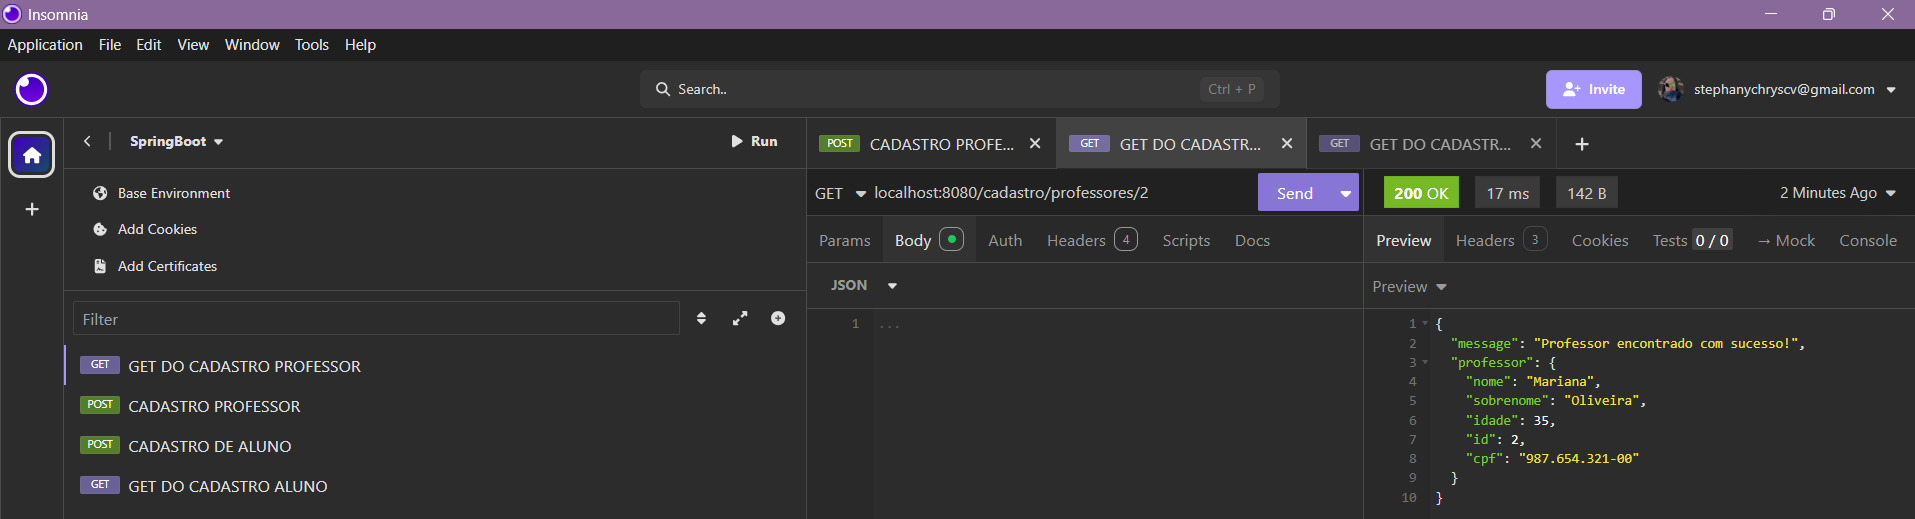 Insomnia
Application File Edit View Window Tools Help
Search.. Ctrl + P
Invite
stephanychryscv@gmail.com
SpringBoot
Run
Base Environment
Add Cookies
Add Certificates
Filter
GET GET DO CADASTRO PROFESSOR
POST CADASTRO PROFESSOR
POST CADASTRO DE ALUNO
GET GET DO CADASTRO ALUNO
POST CADASTRO PROFE... GET GET DO CADASTR... GET GET DO CADASTR...
GET localhost:8080/cadastro/professores/2 Send
Params Body Auth Headers 4 Scripts Docs
JSON
1 ...
200 OK 17 ms 142 B 2 Minutes Ago
Preview Headers 3 Cookies Tests 0 / 0 → Mock Console
Preview
1 {
2 "message": "Professor encontrado com sucesso!",
3 "professor": {
4 "nome": "Mariana",
5 "sobrenome": "Oliveira",
6 "idade": 35,
7 "id": 2,
8 "cpf": "987.654.321-00"
9 }
10 }